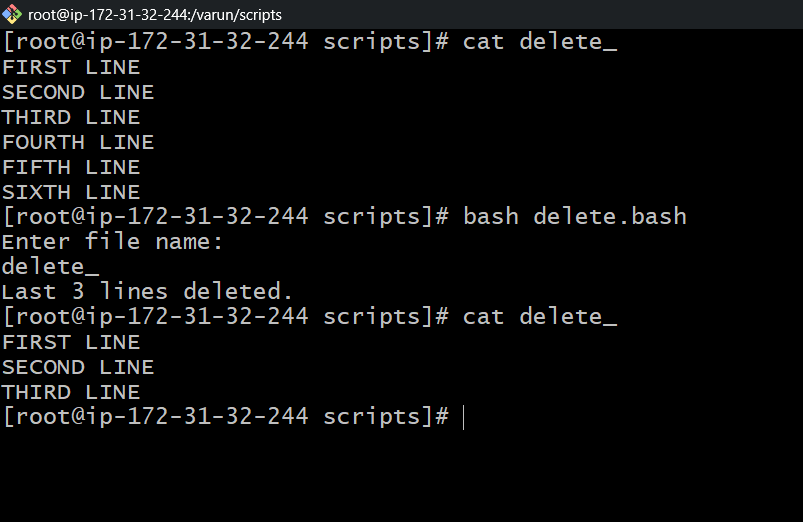 root@ip-172-31-32-244:/varun/scripts
[root@ip-172-31-32-244 scripts]# cat delete_
FIRST LINE
SECOND LINE
THIRD LINE
FOURTH LINE
FIFTH LINE
SIXTH LINE
[root@ip-172-31-32-244 scripts]# bash delete.bash
Enter file name:
delete_
Last 3 lines deleted.
[root@ip-172-31-32-244 scripts]# cat delete_
FIRST LINE
SECOND LINE
THIRD LINE
[root@ip-172-31-32-244 scripts]#